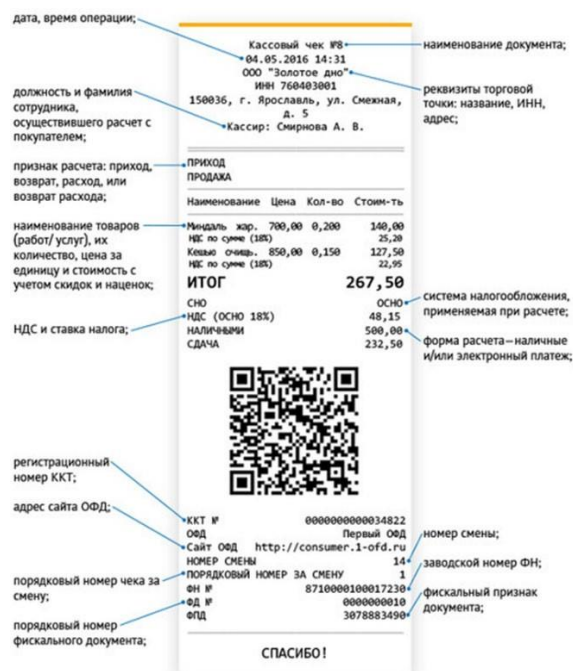 дата, время операции;
должность и фамилия
сотрудника,
осуществившего расчет с
покупателем;
признак расчета: приход,
возврат, расход, или
возврат расхода;
наименование товаров
(работ/услуг), их
количество, цена за
единицу и стоимость с
учетом скидок и наценок;
НДС и ставка налога;
регистрационный
номер ККТ;
адрес сайта ОФД;
порядковый номер чека за
смену;
порядковый номер
фискального документа;
Кассовый чек №8
04.05.2016 14:31
ООО "Золотое дно"
ИНН 760403001
150036, г. Ярославль, ул. Смежная,
д. 5
Кассир: Смирнова А. В.
ПРИХОД
ПРОДАЖА
Наименование Цена Кол-во Стоим-ть
Миндаль жар. 700,00 0,200 140,00
НДС по сумме (18%) 25,20
Кешью очищ. 850,00 0,150 127,50
НДС по сумме (18%) 22,95
ИТОГ 267,50
СНО ОСНО
НДС (ОСНО 18%) 48,15
НАЛИЧНЫМИ 500,00
СДАЧА 232,50
ККТ № 0000000000034822
ОФД Первый ОФД
Сайт ОФД http://consumer.1-ofd.ru
НОМЕР СМЕНЫ 14
ПОРЯДКОВЫЙ НОМЕР ЗА СМЕНУ 1
ФН № 8710000100017230
ФД № 0000000010
ФПД 3078883490
СПАСИБО!
наименование документа;
реквизиты торговой
точки: название, ИНН,
адрес;
система налогообложения,
применяемая при расчете;
форма расчета—наличные
и/или электронный платеж;
номер смены;
заводской номер ФН;
фискальный признак
документа;